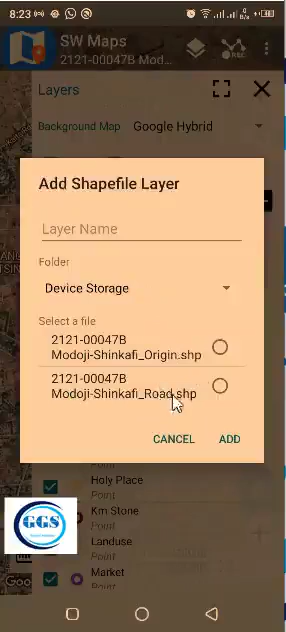 8:23
SW Maps
2121-00047B Mod...
REC
Layers
Background Map
Google Hybrid
Add Shapefile Layer
Layer Name
Folder
Device Storage
Select a file
2121-00047B
Modoji-Shinkafi_Origin.shp
2121-00047B
Modoji-Shinkafi_Road.shp
CANCEL
ADD
Point
Holy Place
Point
Km Stone
Point
Landuse
Point
Market
Point
GGS
Goo